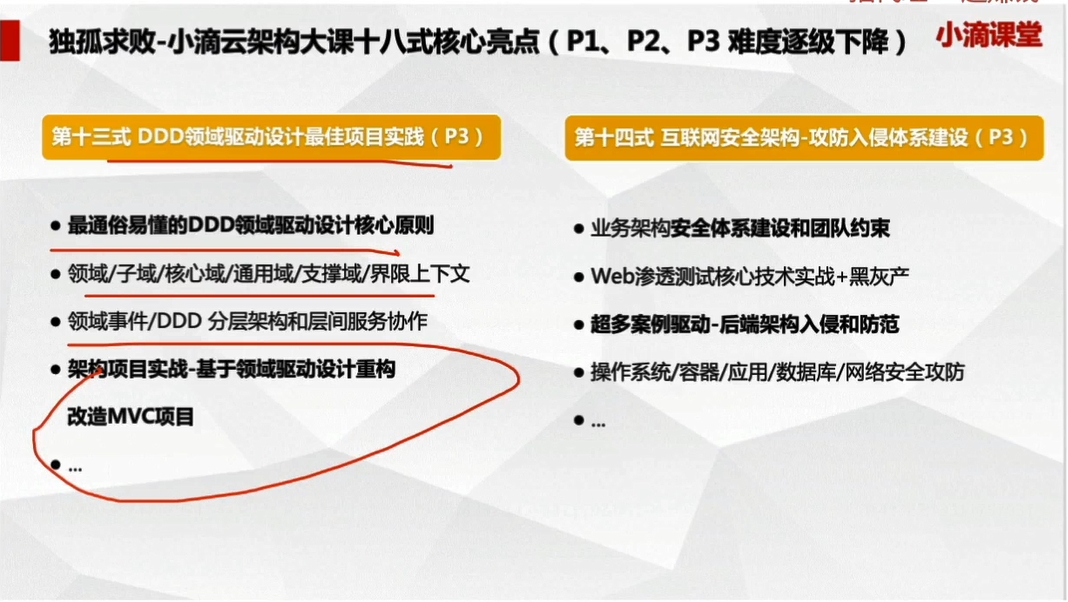 独孤求败-小滴云架构大课十八式核心亮点（P1、P2、P3 难度逐级下降）
小滴课堂
第十三式 DDD领域驱动设计最佳项目实践（P3）
● 最通俗易懂的DDD领域驱动设计核心原则
● 领域/子域/核心域/通用域/支撑域/界限上下文
● 领域事件/DDD 分层架构和层间服务协作
● 架构项目实战-基于领域驱动设计重构
改造MVC项目
● ...
第十四式 互联网安全架构-攻防入侵体系建设（P3）
● 业务架构安全体系建设和团队约束
● Web渗透测试核心技术实战+黑灰产
● 超多案例驱动-后端架构入侵和防范
● 操作系统/容器/应用/数据库/网络安全攻防
● ...